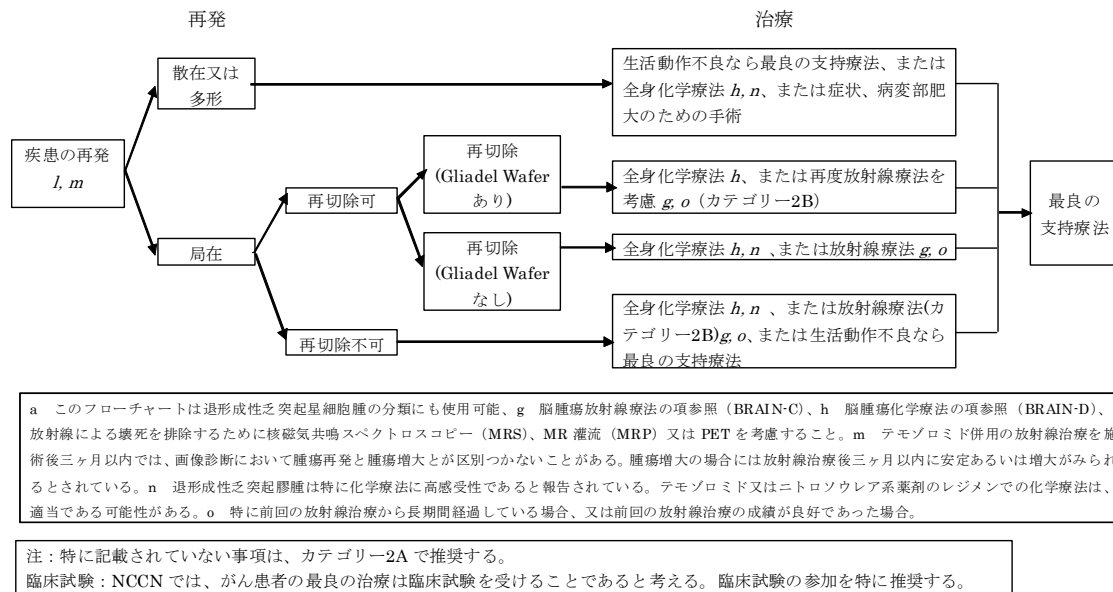 再発
治療
散在又は
多形
生活動作不良なら最良の支持療法、または
全身化学療法 h, n、または症状、病変部肥
大のための手術
疾患の再発
l, m
再切除可
再切除
(Gliadel Wafer
あり)
全身化学療法 h、または再度放射線療法を
考慮 g, o（カテゴリー2B）
最良の
支持療法
局在
再切除
(Gliadel Wafer
なし)
全身化学療法 h, n 、または放射線療法 g, o
再切除不可
全身化学療法 h, n 、または放射線療法(カ
テゴリー2B)g, o、または生活動作不良なら
最良の支持療法
a　このフローチャートは退形成性乏突起星細胞腫の分類にも使用可能、g　脳腫瘍放射線療法の項参照（BRAIN-C）、h　脳腫瘍化学療法の項参照（BRAIN-D）、
放射線による壊死を排除するために核磁気共鳴スペクトロスコピー（MRS）、MR 灌流（MRP）又は PET を考慮すること。m　テモゾロミド併用の放射線治療を施
術後三ヶ月以内では、画像診断において腫瘍再発と腫瘍増大とが区別つかないことがある。腫瘍増大の場合には放射線治療後三ヶ月以内に安定あるいは増大がみられ
るとされている。n　退形成性乏突起膠腫は特に化学療法に高感受性であると報告されている。テモゾロミド又はニトロソウレア系薬剤のレジメンでの化学療法は、
適当である可能性がある。o　特に前回の放射線治療から長期間経過している場合、又は前回の放射線治療の成績が良好であった場合。
注：特に記載されていない事項は、カテゴリー2A で推奨する。
臨床試験：NCCN では、がん患者の最良の治療は臨床試験を受けることであると考える。臨床試験の参加を特に推奨する。